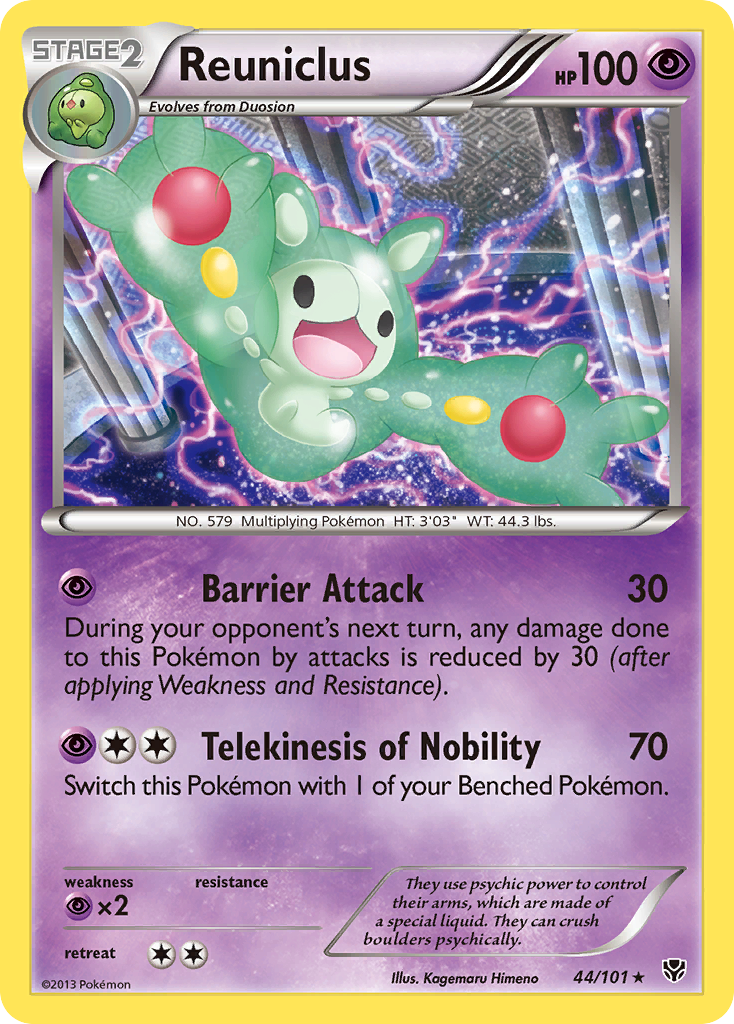 STAGE2
Reuniclus
HP100
Evolves from Duosion
NO. 579 Multiplying Pokémon HT: 3'03" WT: 44.3 lbs.
Barrier Attack 30
During your opponent's next turn, any damage done
to this Pokémon by attacks is reduced by 30 (after
applying Weakness and Resistance).
Telekinesis of Nobility 70
Switch this Pokémon with 1 of your Benched Pokémon.
weakness resistance
×2
retreat
They use psychic power to control
their arms, which are made of
a special liquid. They can crush
boulders psychically.
©2013 Pokémon
Illus. Kagemaru Himeno
44/101 ★